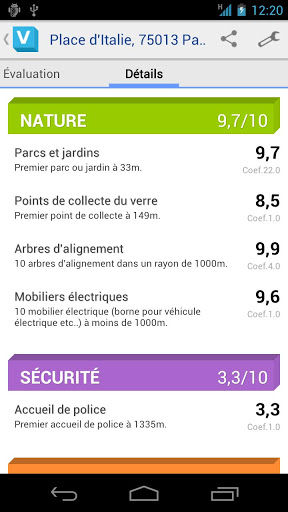 H
12:20
V
Place d'Italie, 75013 Pa..
Évaluation
Détails
NATURE
9,7/10
Parcs et jardins
9,7
Premier parc ou jardin à 33m.
Coef.22.0
Points de collecte du verre
8,5
Premier point de collecte à 149m.
Coef.1.0
Arbres d'alignement
9,9
10 arbres d'alignement dans un rayon de 1000m.
Coef.4.0
Mobiliers électriques
9,6
10 mobilier électrique (borne pour véhicule
Coef.1.0
électrique etc..) à moins de 1000m.
SÉCURITÉ
3,3/10
Accueil de police
3,3
Premier accueil de police à 1335m.
Coef.1.0